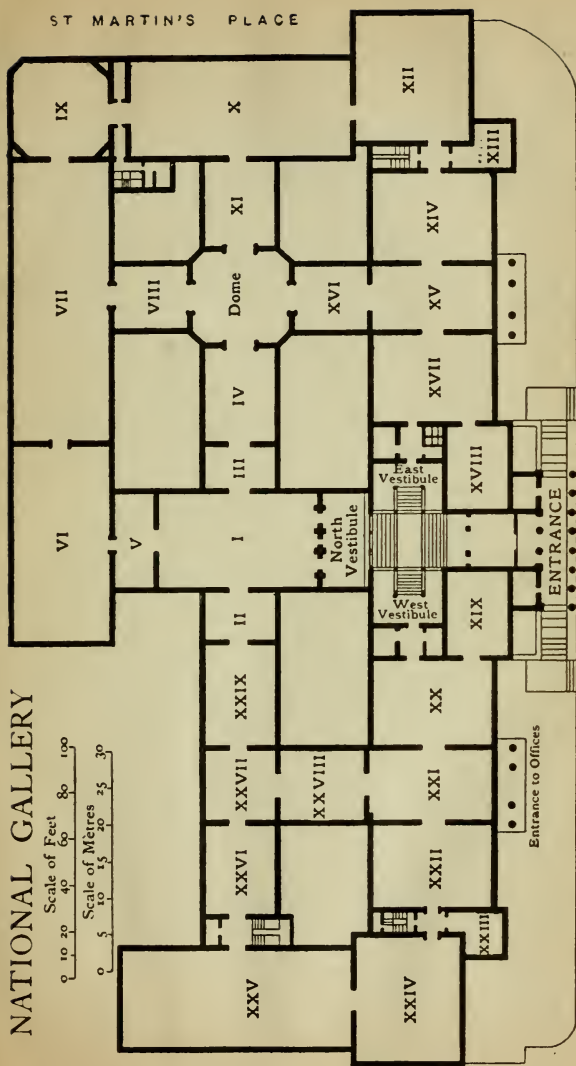 ST MARTIN'S PLACE
NATIONAL GALLERY
Scale of Feet
0 10 20 40 60 80 100
Scale of Metres
0 5 10 15 20 25 30
IX
X
XII
XIII
VII
VIII
Dome
XI
XVI
XIV
XV
IV
XVII
III
East
Vestibule
XVIII
VI
V
I
North
Vestibule
ENTRANCE
West
Vestibule
II
XIX
XXIX
XX
XXVII
XXVIII
XXI
Entrance to Offices
XXVI
XXII
XXIII
XXV
XXIV